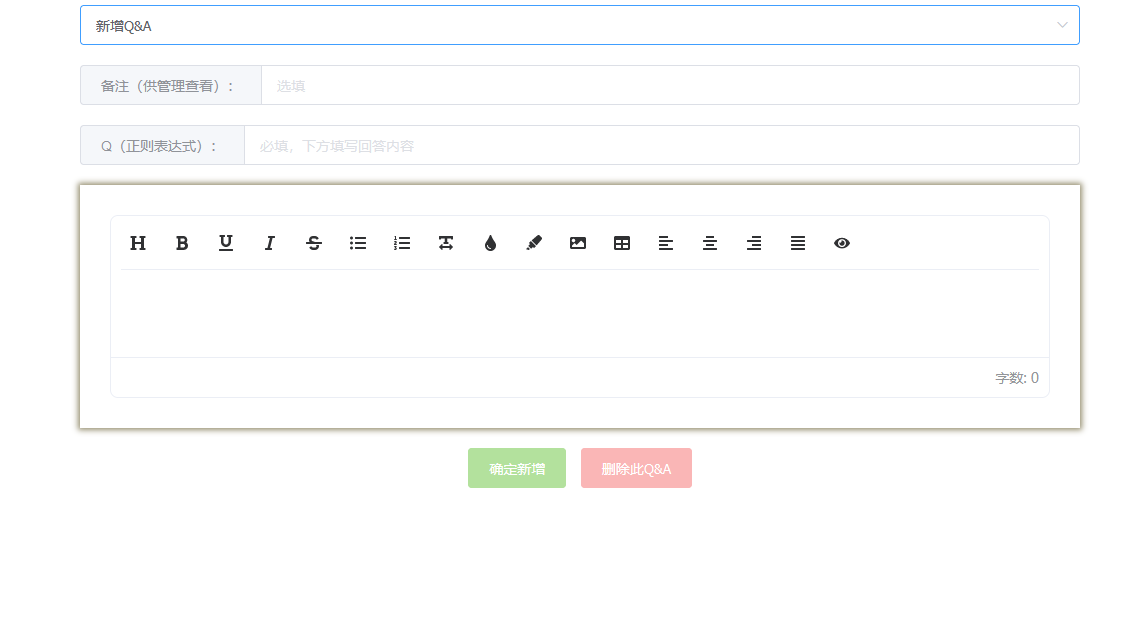 新增Q&A
备注（供管理查看）：
选填
Q（正则表达式）：
必填，下方填写回答内容
字数: 0
确定新增
删除此Q&A